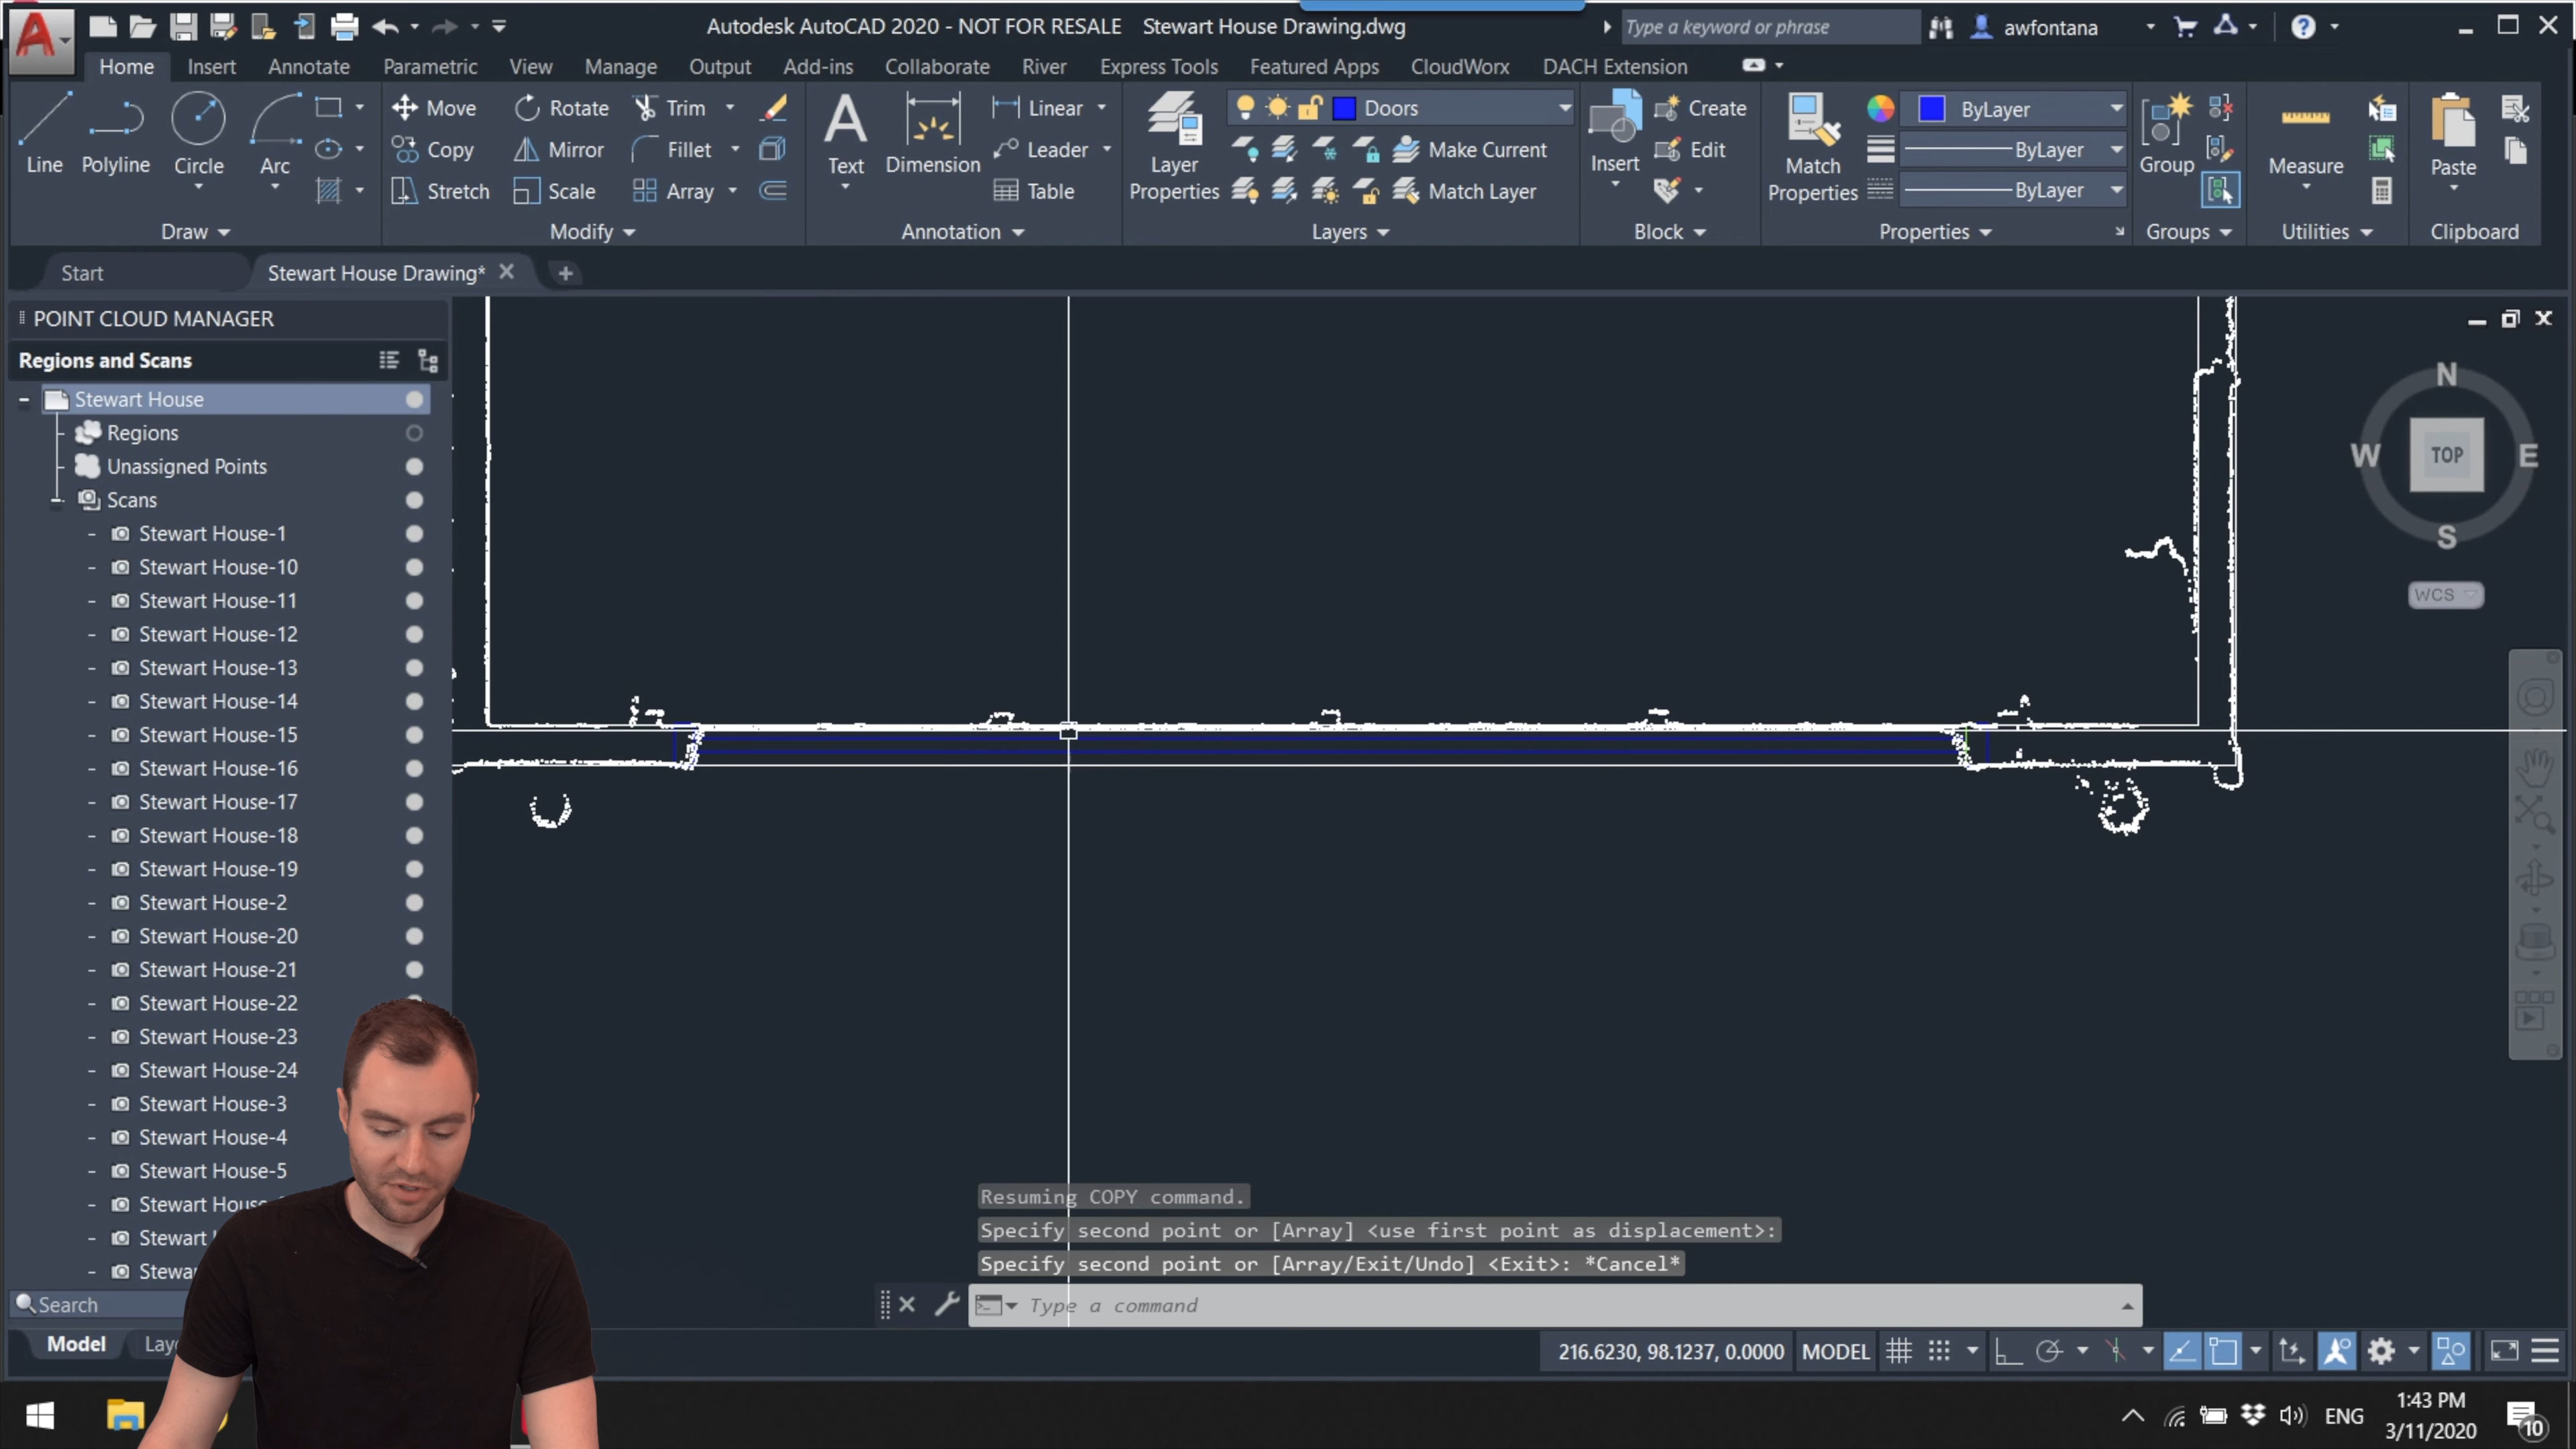 Autodesk AutoCAD 2020 - NOT FOR RESALE Stewart House Drawing.dwg
Type a keyword or phrase
awfontana
Home Insert Annotate Parametric View Manage Output Add-ins Collaborate River Express Tools Featured Apps CloudWorx DACH Extension
Line Polyline Circle Arc
Move Rotate Trim
Copy Mirror Fillet
Stretch Scale Array
Text Dimension
Linear
Leader
Table
Layer Properties
Doors
Make Current
Match Layer
Insert
Create
Edit
Match Properties
ByLayer
ByLayer
ByLayer
Group
Measure
Paste
Draw Modify Annotation Layers Block Properties Groups Utilities Clipboard
Start Stewart House Drawing*
POINT CLOUD MANAGER
Regions and Scans
Stewart House
Regions
Unassigned Points
Scans
Stewart House-1
Stewart House-10
Stewart House-11
Stewart House-12
Stewart House-13
Stewart House-14
Stewart House-15
Stewart House-16
Stewart House-17
Stewart House-18
Stewart House-19
Stewart House-2
Stewart House-20
Stewart House-21
Stewart House-22
Stewart House-23
Stewart House-24
Stewart House-3
Stewart House-4
Stewart House-5
Search
Model
N
W TOP E
S
WCS
Resuming COPY command.
Specify second point or [Array] <use first point as displacement>:
Specify second point or [Array/Exit/Undo] <Exit>: *Cancel*
Type a command
216.6230, 98.1237, 0.0000 MODEL
ENG
1:43 PM
3/11/2020
10